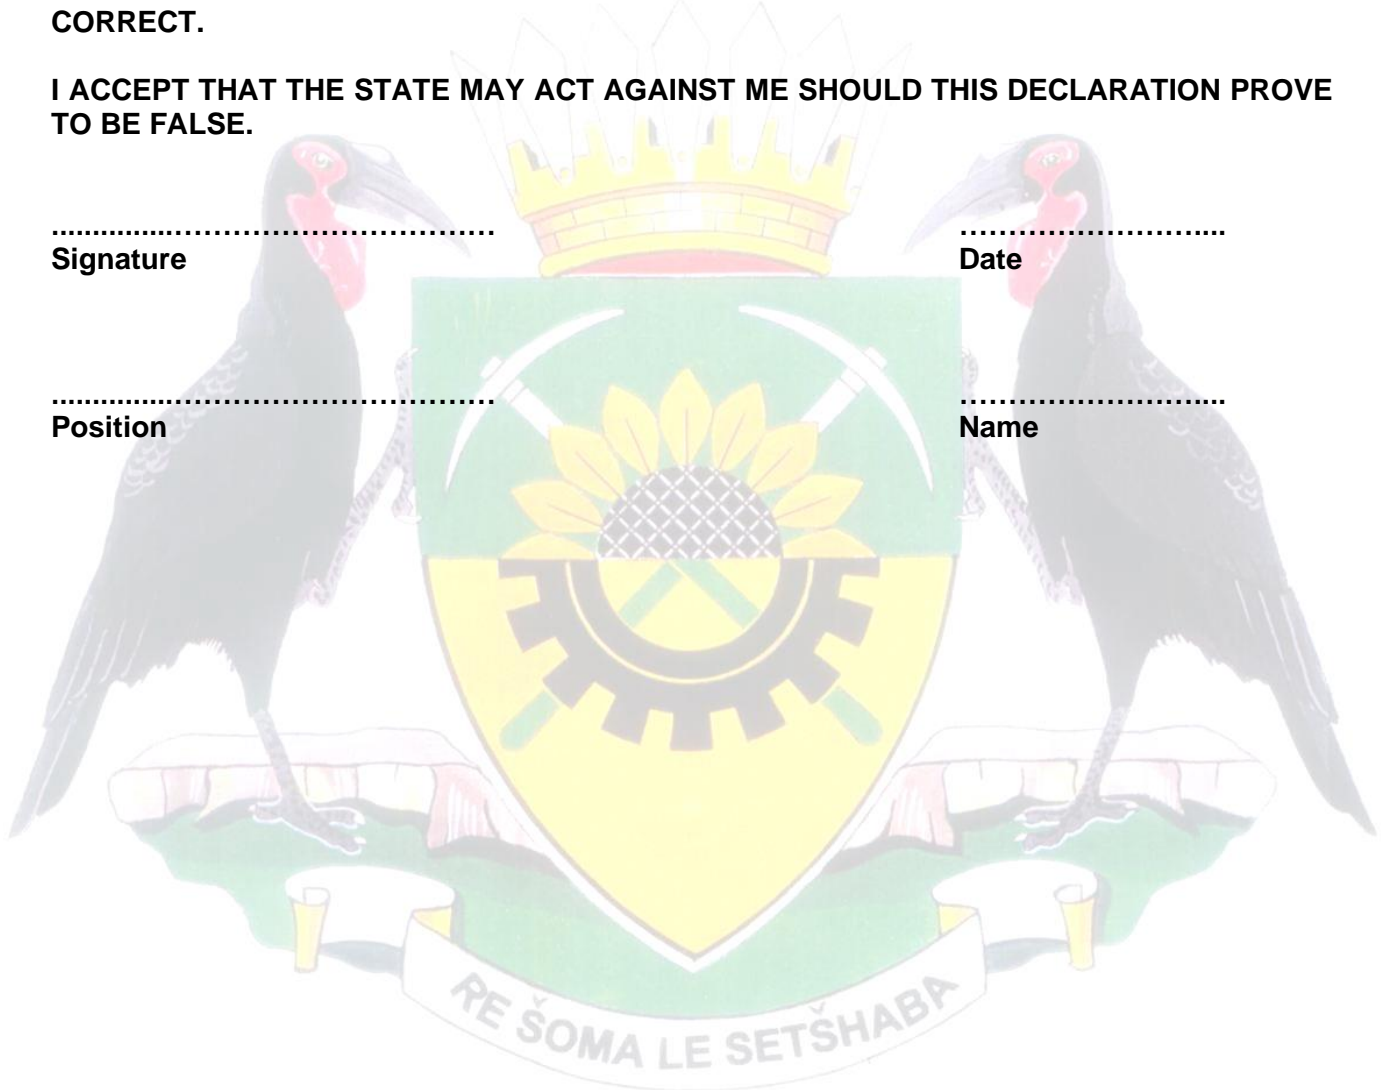 CORRECT.
I ACCEPT THAT THE STATE MAY ACT AGAINST ME SHOULD THIS DECLARATION PROVE
TO BE FALSE.
...............………………………………… ………………………....
Signature Date
...............………………………………… ………………………...
Position Name
RE ŠOMA LE SETŠHABA